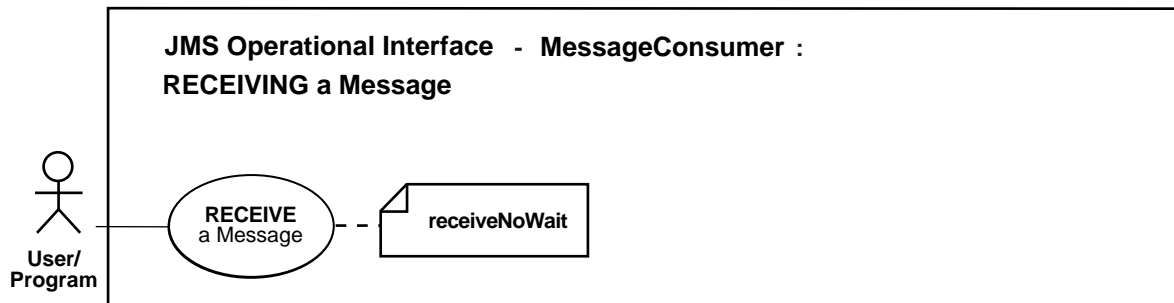 JMS Operational Interface - MessageConsumer :
RECEIVING a Message
RECEIVE
a Message
receiveNoWait
User/
Program